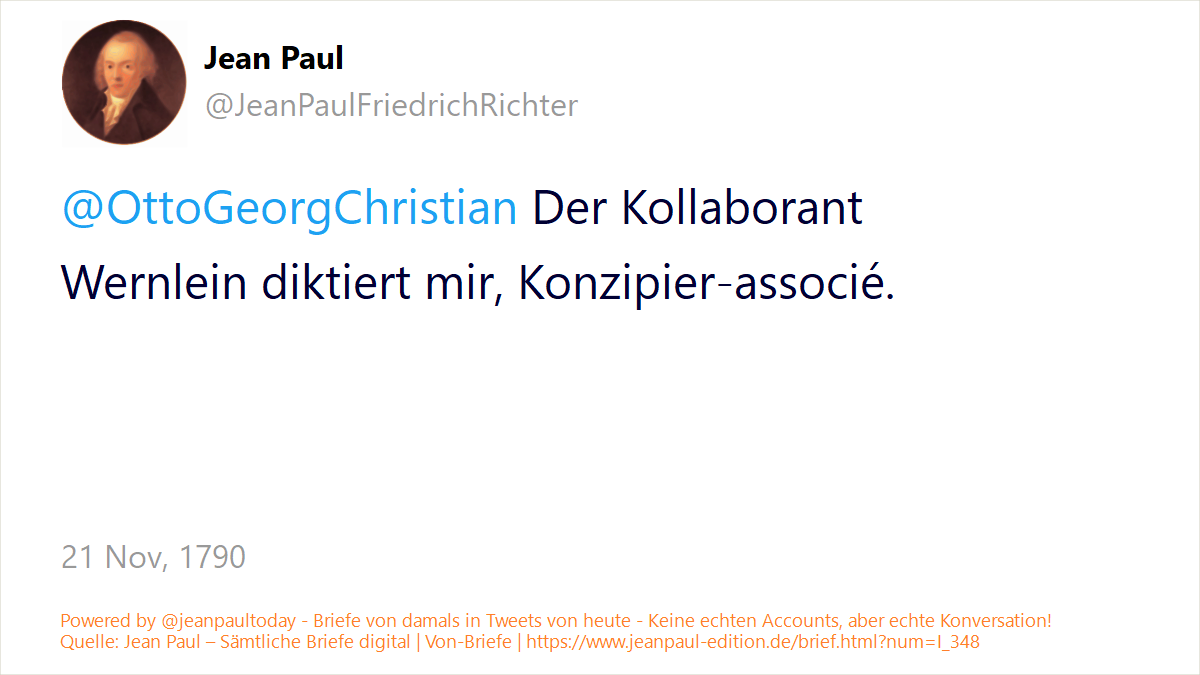 Jean Paul
@JeanPaulFriedrichRichter
@OttoGeorgChristian Der Kollaborant
Wernlein diktiert mir, Konzipier-associé.
21 Nov, 1790
Powered by @jeanpaultoday - Briefe von damals in Tweets von heute - Keine echten Accounts, aber echte Konversation!
Quelle: Jean Paul – Sämtliche Briefe digital | Von-Briefe | https://www.jeanpaul-edition.de/brief.html?num=I_348